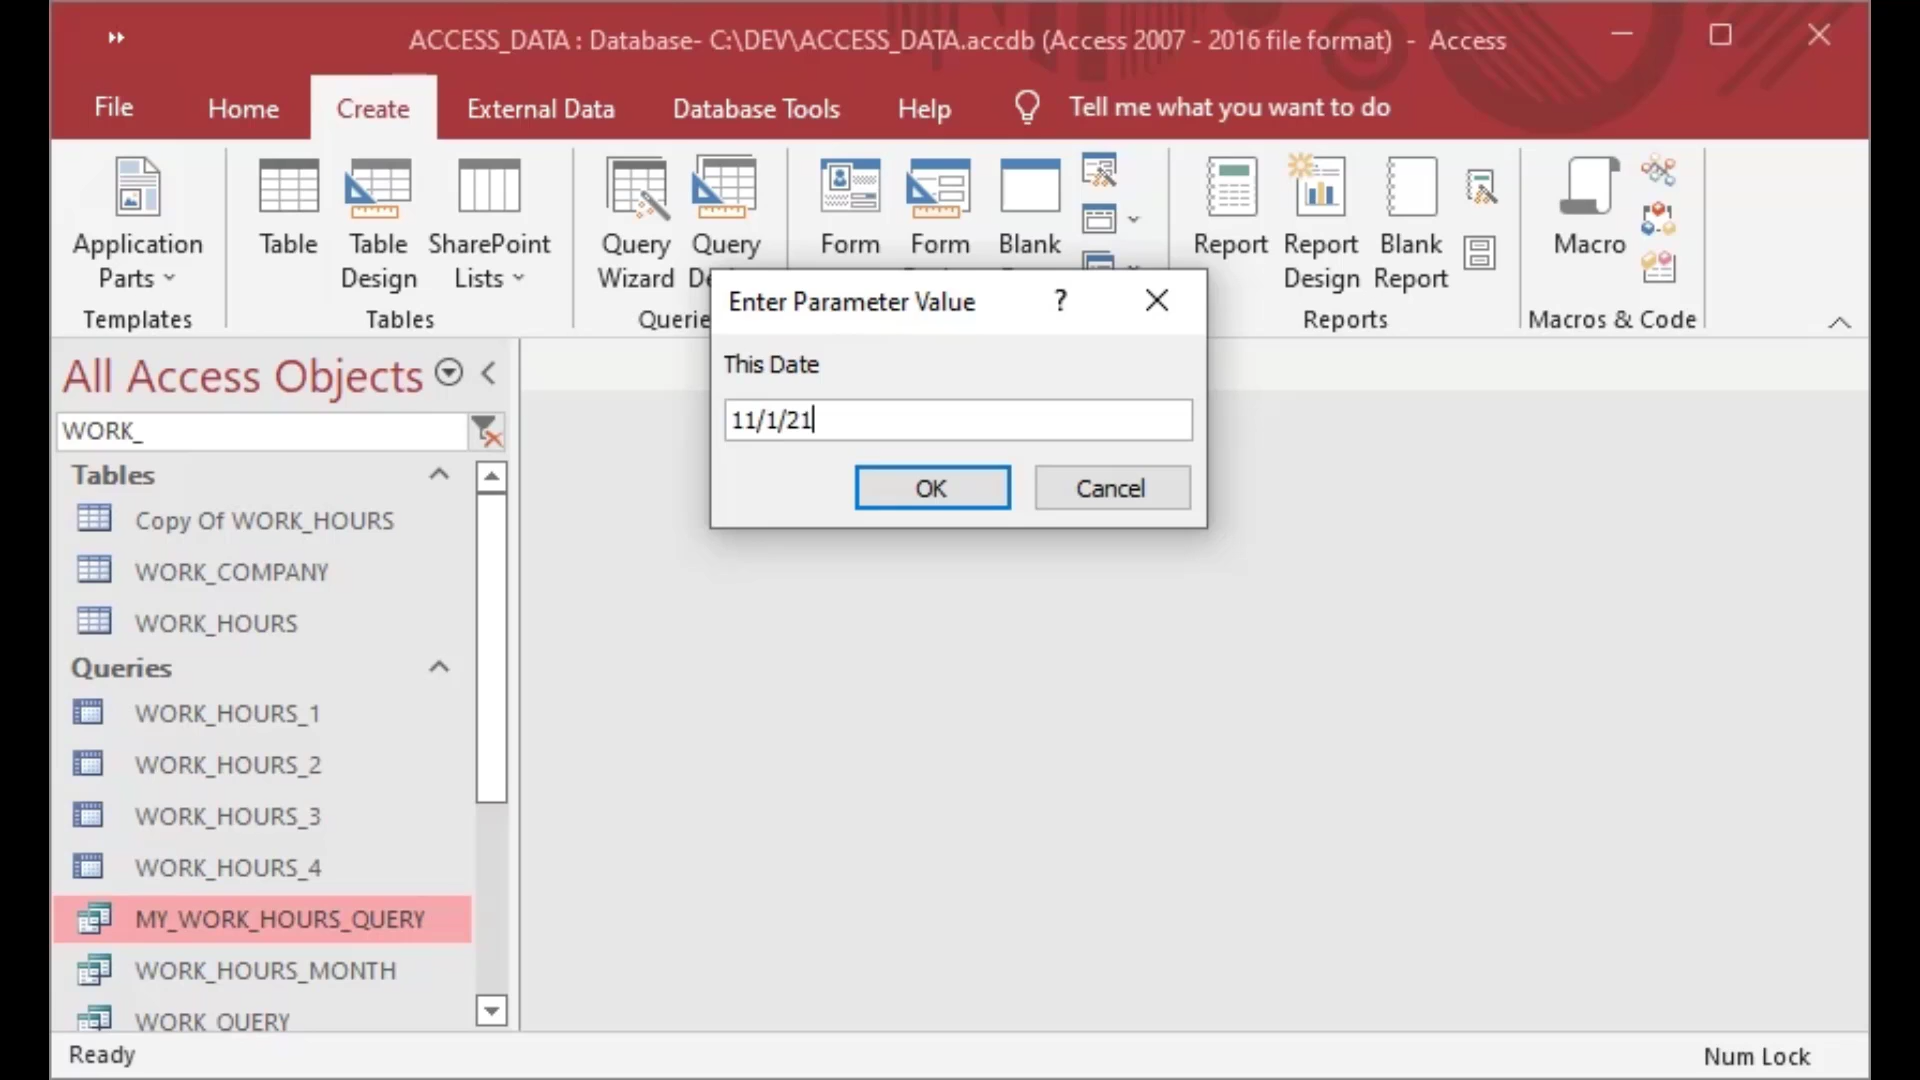 ACCESS_DATA : Database- C:\DEV\ACCESS_DATA.accdb (Access 2007 - 2016 file format) - Access
File Home Create External Data Database Tools Help Tell me what you want to do
Application Parts
Table
Table Design
SharePoint Lists
Query Wizard
Query
Form
Form
Blank
Report
Report Design
Blank Report
Macro
Templates
Tables
Reports
Macros & Code
Enter Parameter Value ?
This Date
11/1/21
OK Cancel
All Access Objects
WORK_
Tables
Copy Of WORK_HOURS
WORK_COMPANY
WORK_HOURS
Queries
WORK_HOURS_1
WORK_HOURS_2
WORK_HOURS_3
WORK_HOURS_4
MY_WORK_HOURS_QUERY
WORK_HOURS_MONTH
WORK_QUERY
Ready
Num Lock